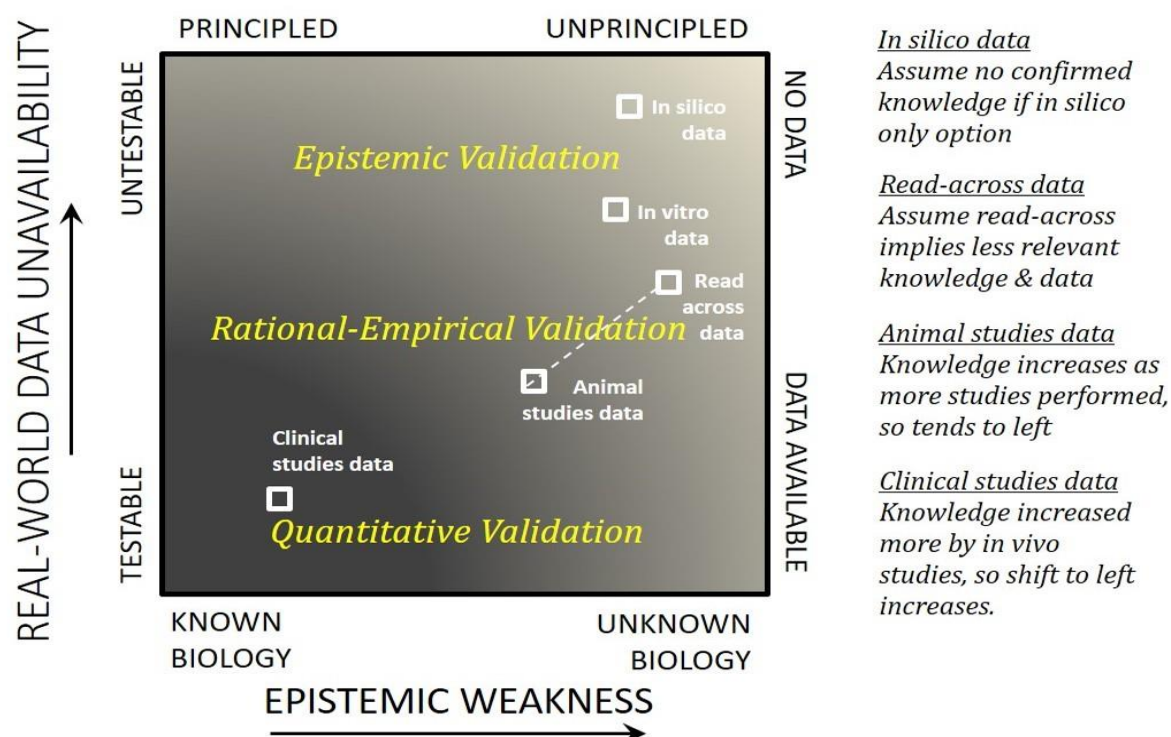 PRINCIPLED
UNPRINCIPLED
REAL-WORLD DATA UNAVAILABILITY
UNTESTABLE
TESTABLE
NO DATA
DATA AVAILABLE
In silico
data
Epistemic Validation
In vitro
data
Read
across
data
Rational-Empirical Validation
Animal
studies data
Clinical
studies data
Quantitative Validation
KNOWN
BIOLOGY
UNKNOWN
BIOLOGY
EPISTEMIC WEAKNESS
In silico data
Assume no confirmed
knowledge if in silico
only option
Read-across data
Assume read-across
implies less relevant
knowledge & data
Animal studies data
Knowledge increases as
more studies performed,
so tends to left
Clinical studies data
Knowledge increased
more by in vivo
studies, so shift to left
increases.